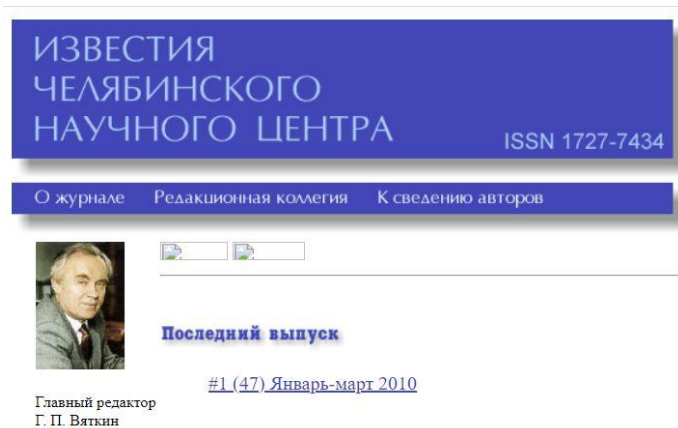 ИЗВЕСТИЯ
ЧЕЛЯБИНСКОГО
НАУЧНОГО ЦЕНТРА
ISSN 1727-7434
О журнале Редакционная коллегия К сведению авторов
Последний выпуск
#1 (47) Январь-март 2010
Главный редактор
Г. П. Вяткин